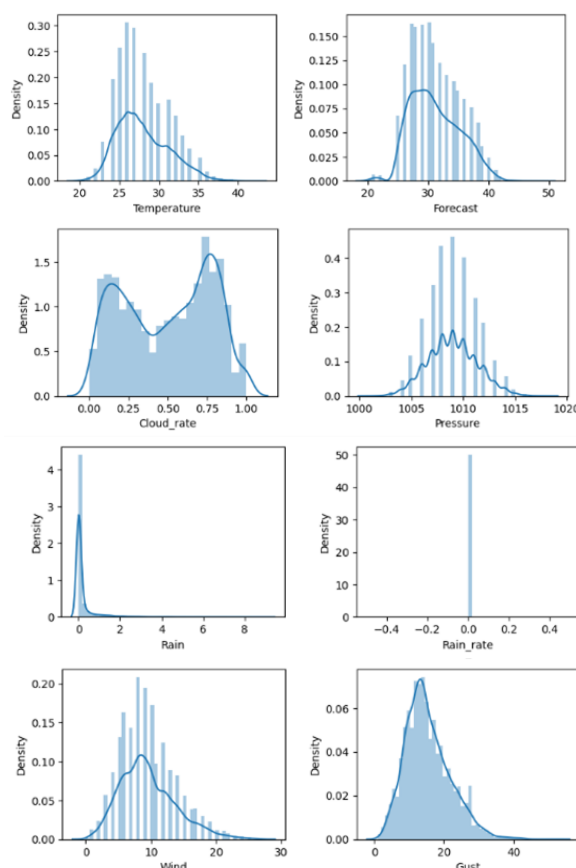 0.30
0.25
0.20
0.15
0.10
0.05
0.00
Density
20 25 30 35 40
Temperature
0.150
0.125
0.100
0.075
0.050
0.025
0.000
Density
20 30 40 50
Forecast
1.5
1.0
0.5
0.0
Density
0.00 0.25 0.50 0.75 1.00
Cloud_rate
0.4
0.3
0.2
0.1
0.0
Density
1000 1005 1010 1015 1020
Pressure
4
3
2
1
0
Density
0 2 4 6 8
Rain
50
40
30
20
10
0
Density
-0.4 -0.2 0.0 0.2 0.4
Rain_rate
0.20
0.15
0.10
0.05
0.00
Density
0 10 20 30
Wind
0.06
0.04
0.02
0.00
Density
0 20 40
Gust